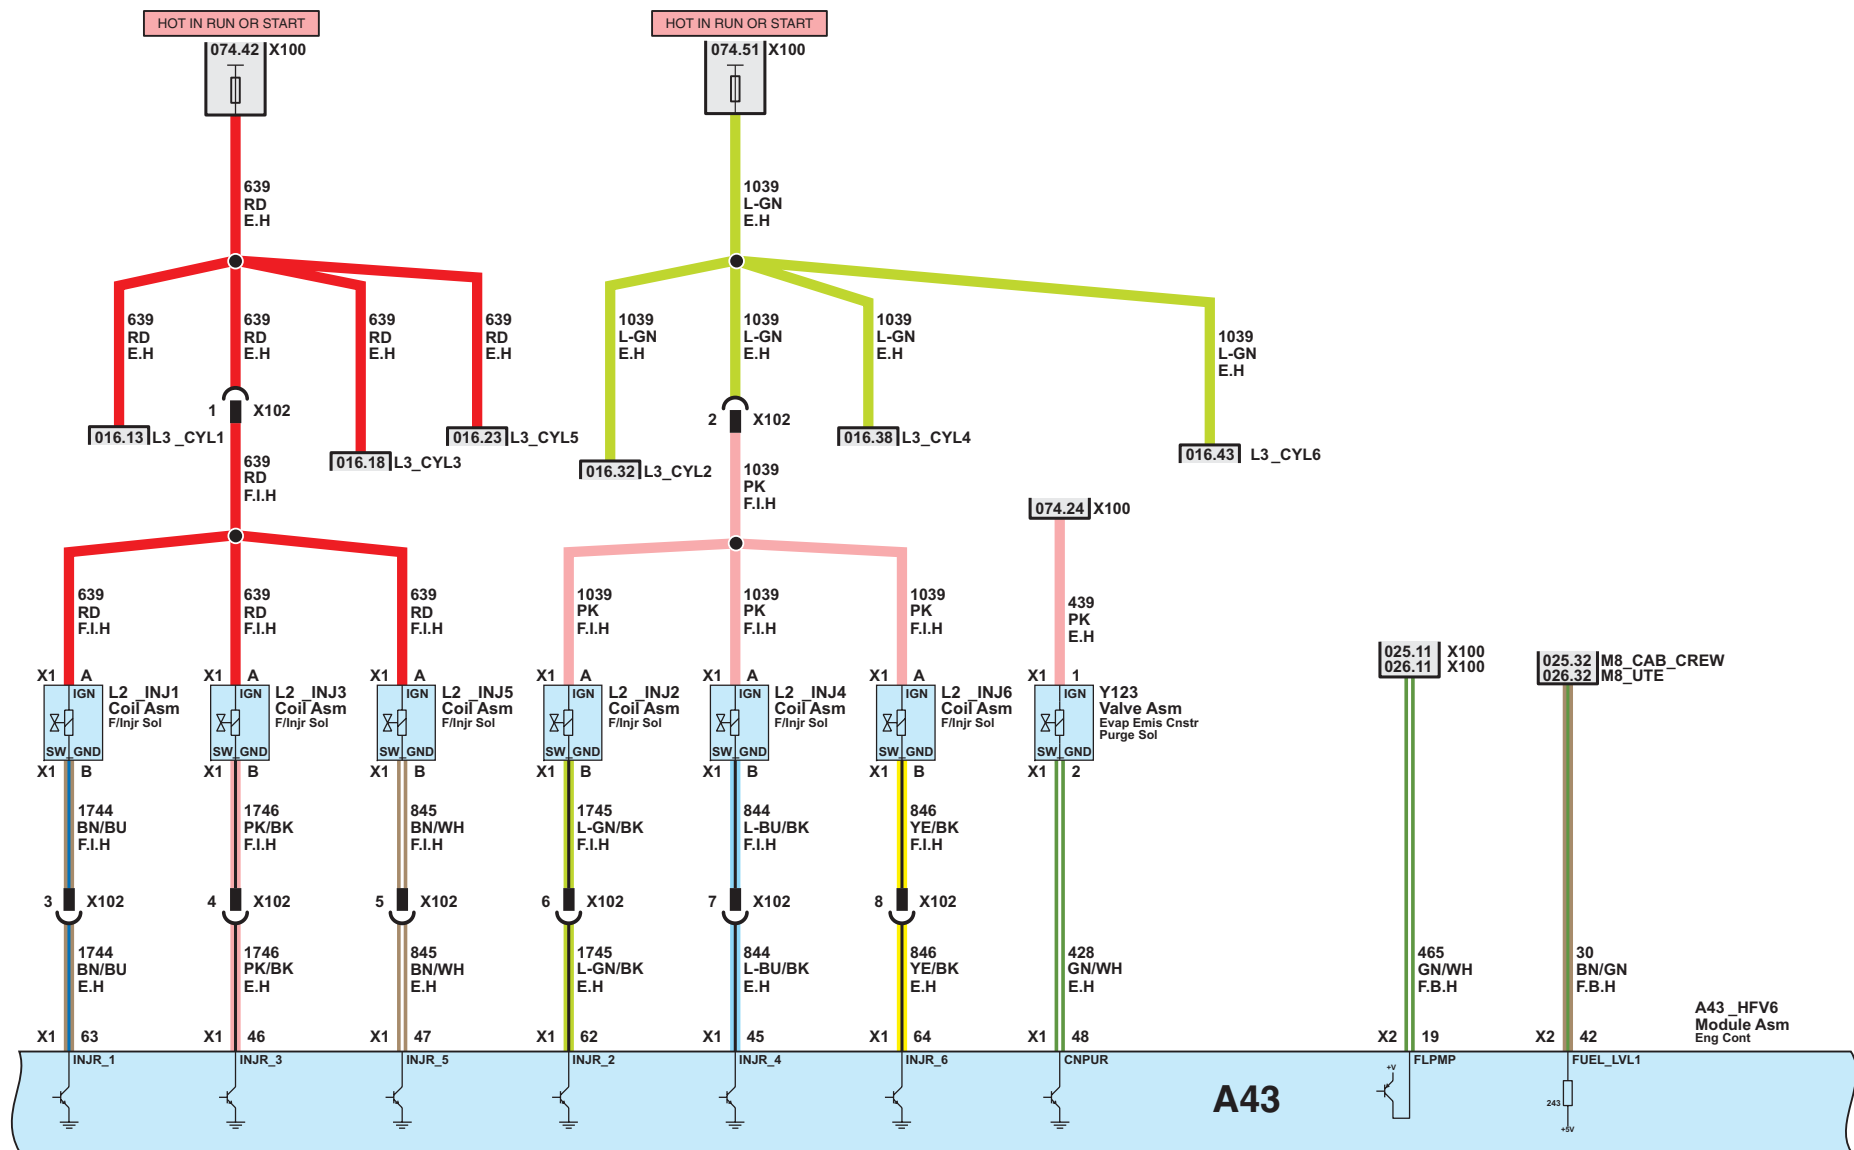 HOT IN RUN OR START
HOT IN RUN OR START
074.42 X100
074.51 X100
639
RD
E.H
1039
L-GN
E.H
639
RD
E.H
639
RD
E.H
639
RD
E.H
639
RD
E.H
1039
L-GN
E.H
1039
L-GN
E.H
1039
L-GN
E.H
1039
L-GN
E.H
1 X102
2 X102
016.13 L3_CYL1
016.18 L3_CYL3
016.23 L3_CYL5
016.32 L3_CYL2
016.38 L3_CYL4
016.43 L3_CYL6
639
RD
F.I.H
1039
PK
F.I.H
074.24 X100
639
RD
F.I.H
639
RD
F.I.H
639
RD
F.I.H
1039
PK
F.I.H
1039
PK
F.I.H
1039
PK
F.I.H
439
PK
E.H
025.11 X100
026.11 X100
025.32 M8_CAB_CREW
026.32 M8_UTE
X1 A
IGN
L2_INJ1
Coil Asm
F/Injr Sol
SW GND
X1 B
X1 A
IGN
L2_INJ3
Coil Asm
F/Injr Sol
SW GND
X1 B
X1 A
IGN
L2_INJ5
Coil Asm
F/Injr Sol
SW GND
X1 B
X1 A
IGN
L2_INJ2
Coil Asm
F/Injr Sol
SW GND
X1 B
X1 A
IGN
L2_INJ4
Coil Asm
F/Injr Sol
SW GND
X1 B
X1 A
IGN
L2_INJ6
Coil Asm
F/Injr Sol
SW GND
X1 B
X1 1
IGN
Y123
Valve Asm
Evap Emis Cnstr
Purge Sol
SW GND
X1 2
1744
BN/BU
F.I.H
1746
PK/BK
F.I.H
845
BN/WH
F.I.H
1745
L-GN/BK
F.I.H
844
L-BU/BK
F.I.H
846
YE/BK
F.I.H
3 X102
4 X102
5 X102
6 X102
7 X102
8 X102
1744
BN/BU
E.H
1746
PK/BK
E.H
845
BN/WH
E.H
1745
L-GN/BK
E.H
844
L-BU/BK
E.H
846
YE/BK
E.H
428
GN/WH
E.H
465
GN/WH
F.B.H
30
BN/GN
F.B.H
A43_HFV6
Module Asm
Eng Cont
X1 63
X1 46
X1 47
X1 62
X1 45
X1 64
X1 48
X2 19
X2 42
INJR_1
INJR_3
INJR_5
INJR_2
INJR_4
INJR_6
CNPUR
FLPMP
FUEL_LVL1
A43
+V
243
+5V